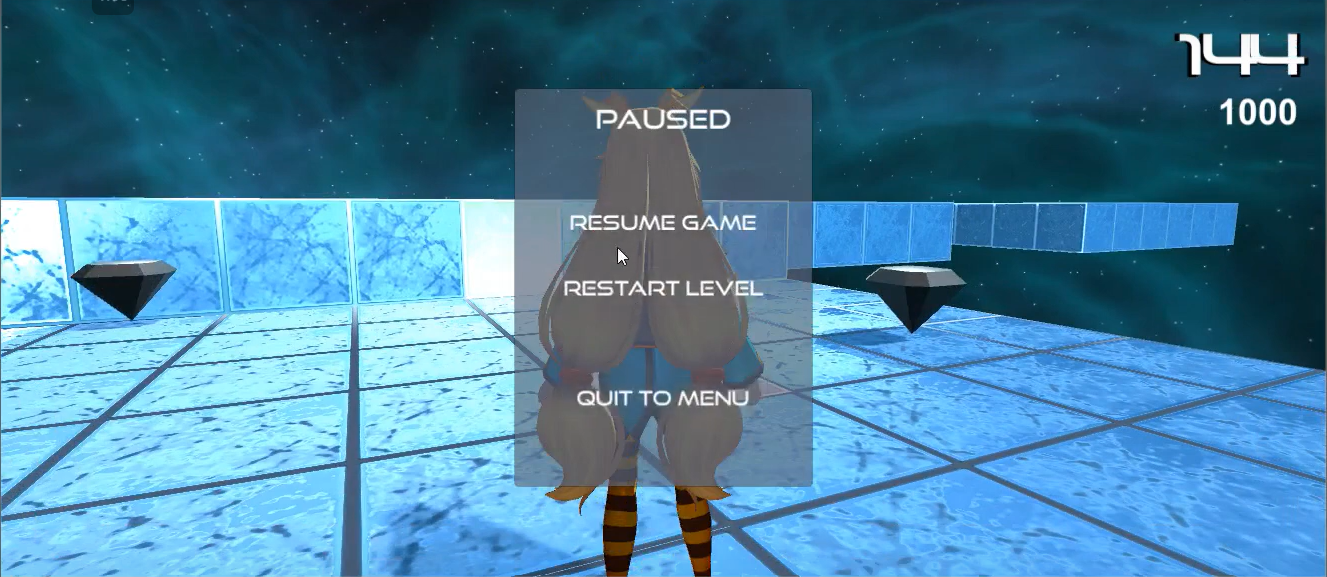 144
1000
PAUSED
RESUME GAME
RESTART LEVEL
QUIT TO MENU